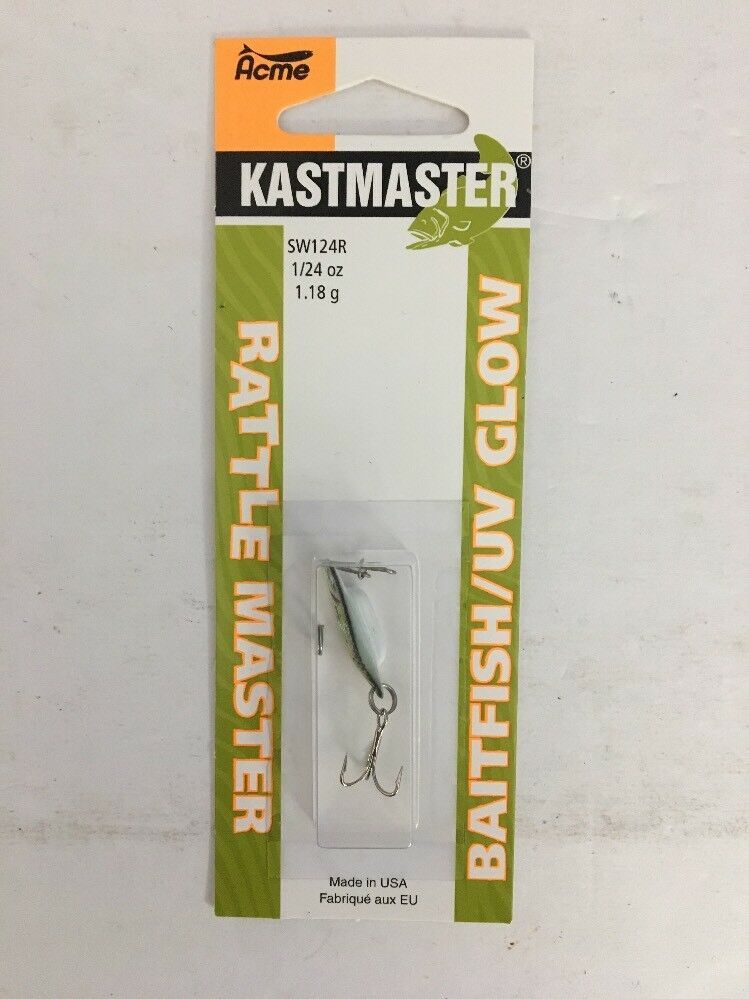 Acme
KASTMASTER®
SW124R
1/24 oz
1.18 g
RATTLE MASTER
BAITFISH/UV GLOW
Made in USA
Fabriqué aux EU